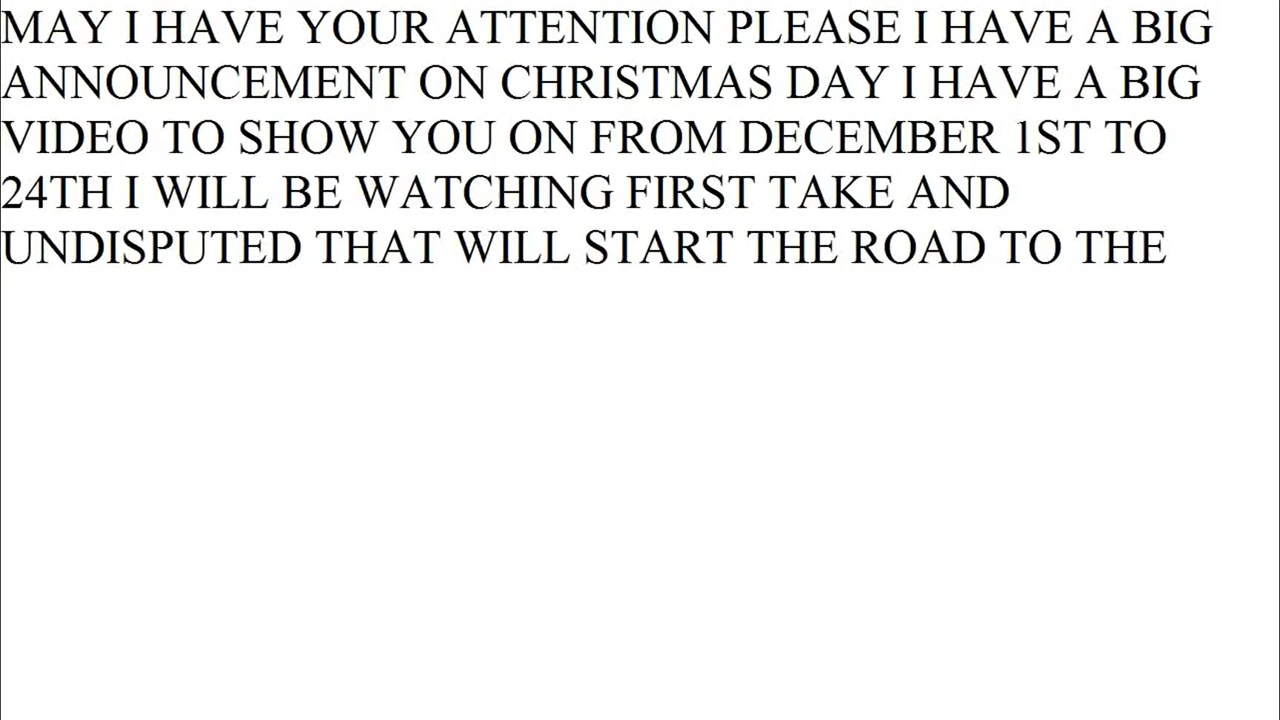 MAY I HAVE YOUR ATTENTION PLEASE I HAVE A BIG
ANNOUNCEMENT ON CHRISTMAS DAY I HAVE A BIG
VIDEO TO SHOW YOU ON FROM DECEMBER 1ST TO
24TH I WILL BE WATCHING FIRST TAKE AND
UNDISPUTED THAT WILL START THE ROAD TO THE